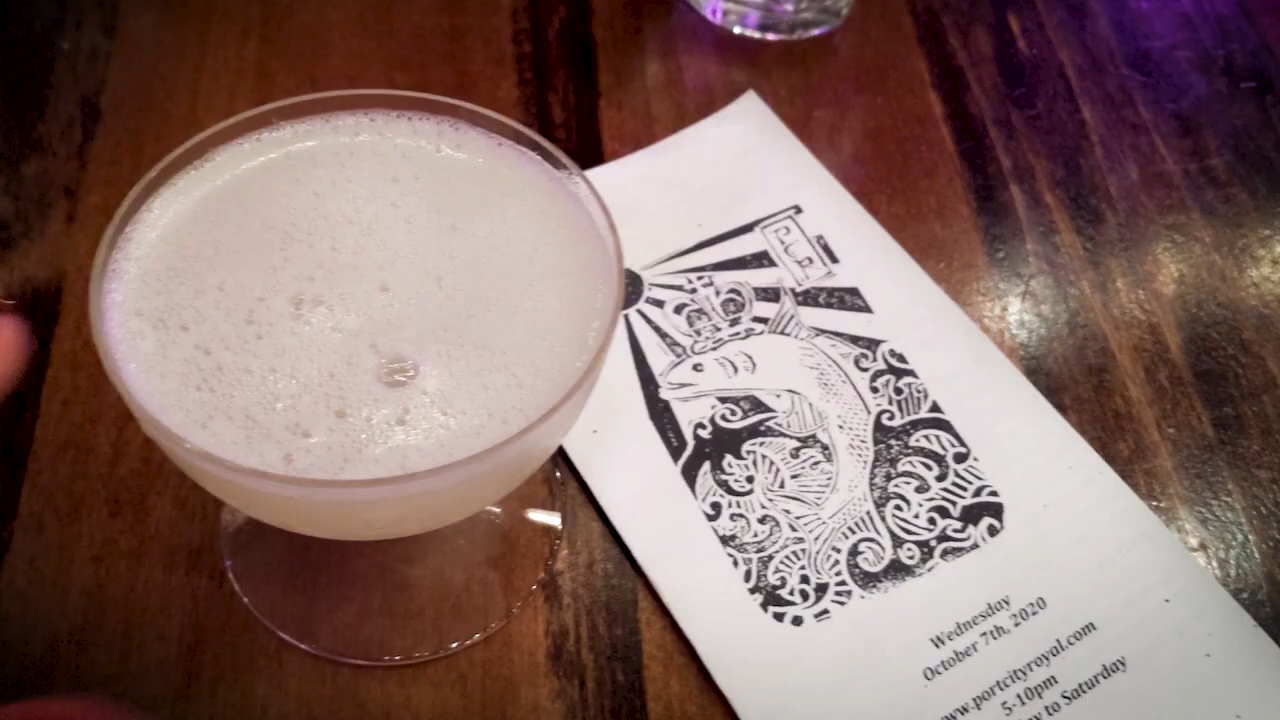 PCR
Wednesday
October 7th, 2020
www.portcityroyal.com
5-10pm
to Saturday